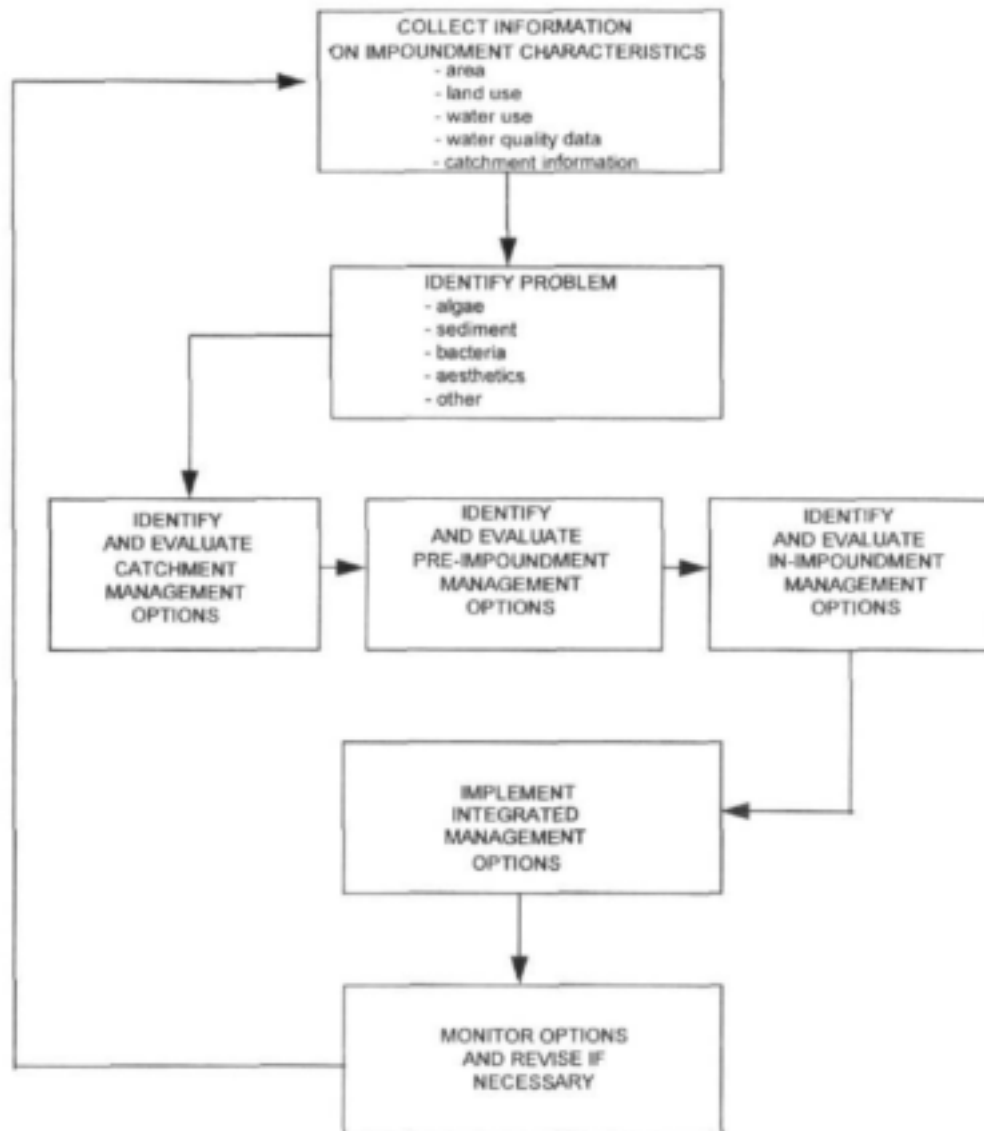 COLLECT INFORMATION
ON IMPOUNDMENT CHARACTERISTICS
- area
- land use
- water use
- water quality data
- catchment information
IDENTIFY PROBLEM
- algae
- sediment
- bacteria
- aesthetics
- other
IDENTIFY
AND EVALUATE
CATCHMENT
MANAGEMENT
OPTIONS
IDENTIFY
AND EVALUATE
PRE-IMPOUNDMENT
MANAGEMENT
OPTIONS
IDENTIFY
AND EVALUATE
IN-IMPOUNDMENT
MANAGEMENT
OPTIONS
IMPLEMENT
INTEGRATED
MANAGEMENT
OPTIONS
MONITOR OPTIONS
AND REVISE IF
NECESSARY